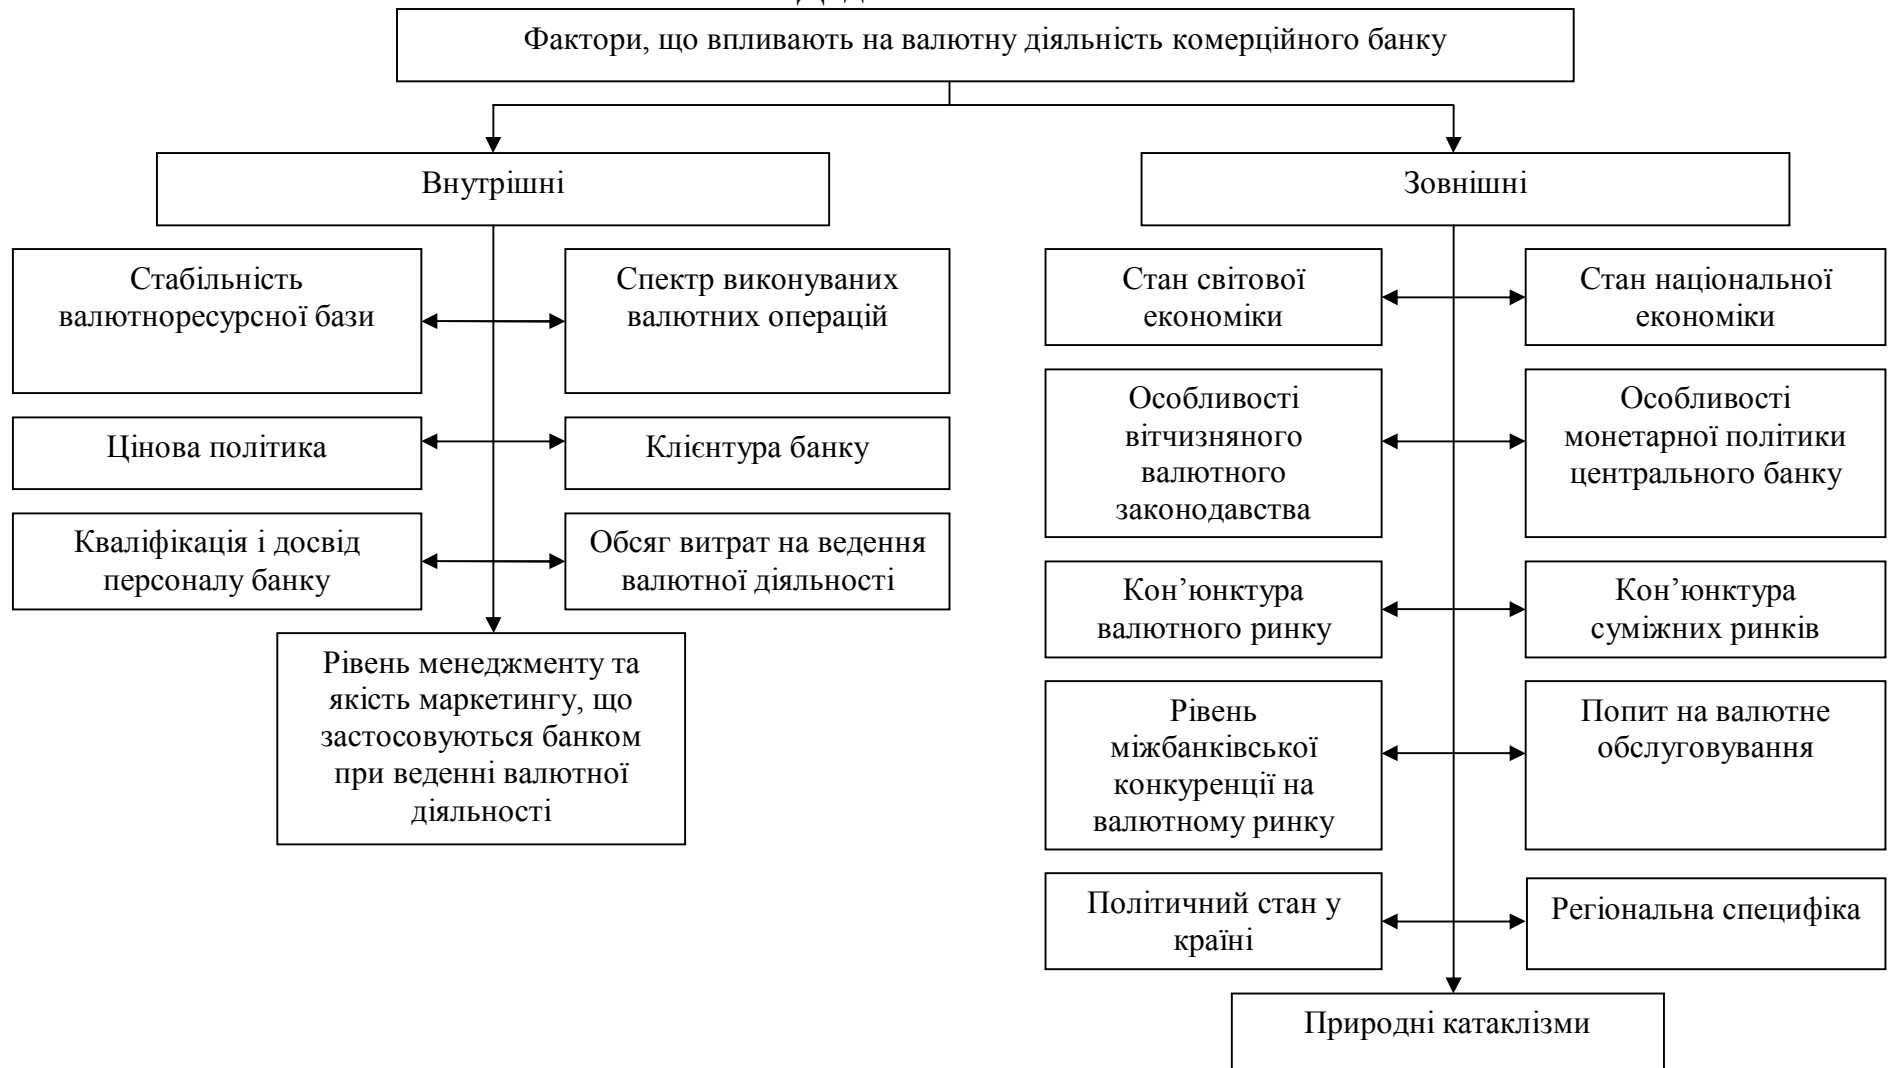 Фактори, що впливають на валютну діяльність комерційного банку
Внутрішні
Зовнішні
Стабільність
валютноресурсної бази
Спектр виконуваних
валютних операцій
Цінова політика
Клієнтура банку
Кваліфікація і досвід
персоналу банку
Обсяг витрат на ведення
валютної діяльності
Рівень менеджменту та
якість маркетингу, що
застосовуються банком
при веденні валютної
діяльності
Стан світової
економіки
Стан національної
економіки
Особливості
вітчизняного
валютного
законодавства
Особливості
монетарної політики
центрального банку
Кон’юнктура
валютного ринку
Кон’юнктура
суміжних ринків
Рівень
міжбанківської
конкуренції на
валютному ринку
Попит на валютне
обслуговування
Політичний стан у
країні
Регіональна специфіка
Природні катаклізми